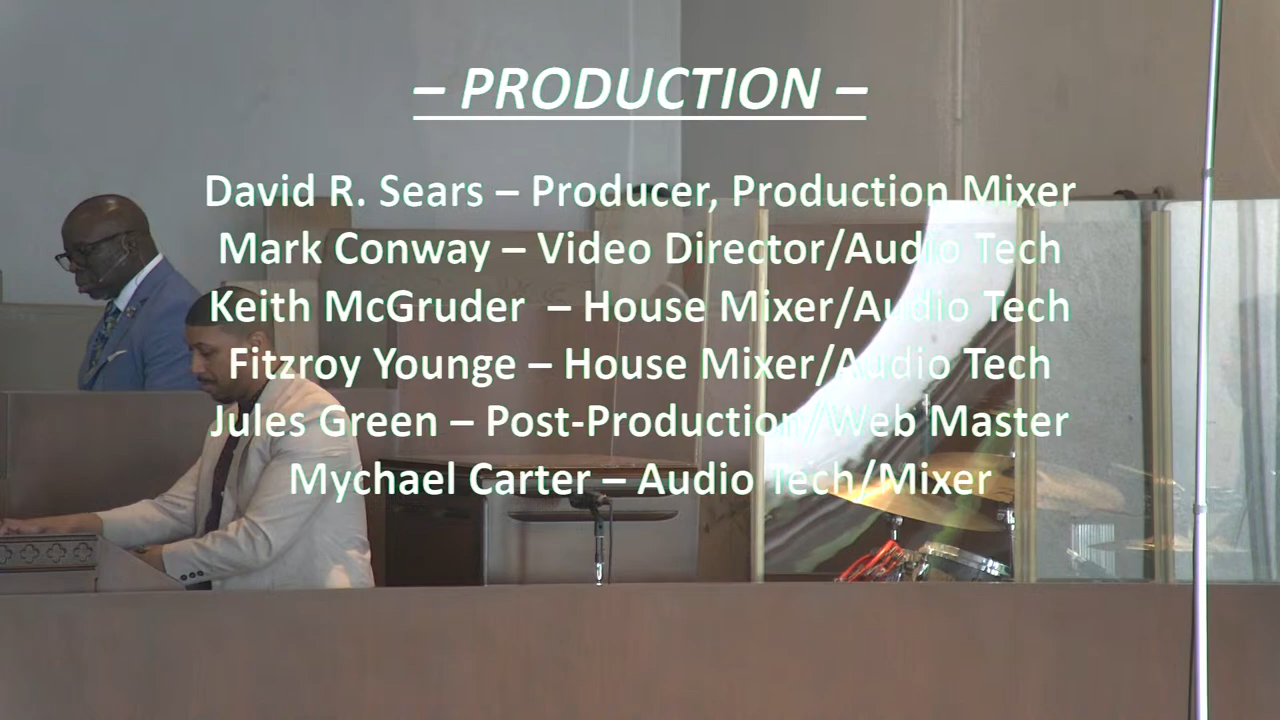 – PRODUCTION –
David R. Sears – Producer, Production Mixer
Mark Conway – Video Director/Audio Tech
Keith McGruder – House Mixer/Audio Tech
Fitzroy Younge – House Mixer/Audio Tech
Jules Green – Post-Production/Web Master
Mychael Carter – Audio Tech/Mixer